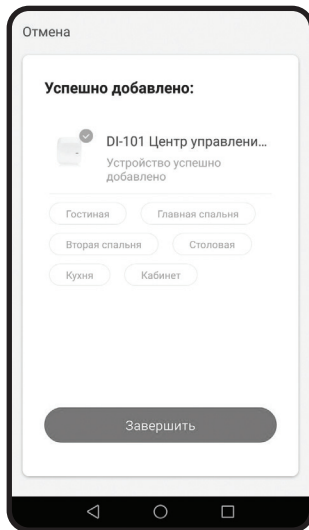 Отмена
Успешно добавлено:
DI-101 Центр управлени...
Устройство успешно
добавлено
Гостиная Главная спальня
Вторая спальня Столовая
Кухня Кабинет
Завершить